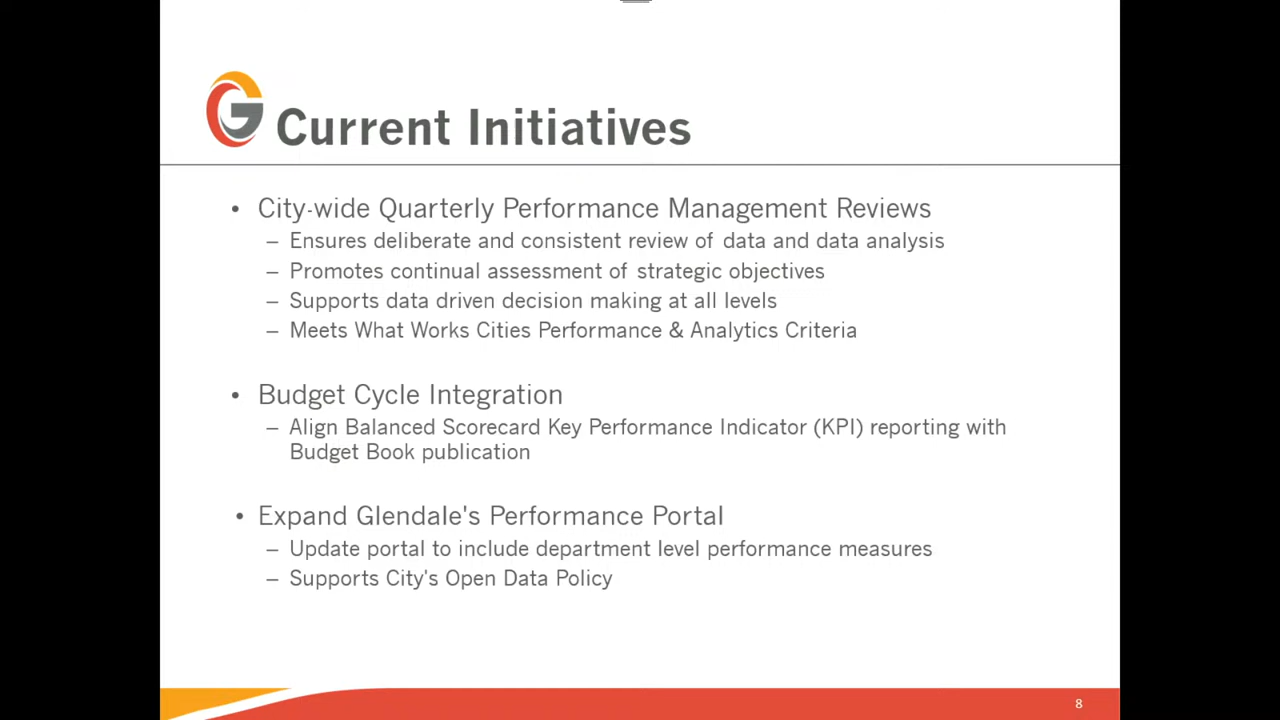 Current Initiatives
• City-wide Quarterly Performance Management Reviews
– Ensures deliberate and consistent review of data and data analysis
– Promotes continual assessment of strategic objectives
– Supports data driven decision making at all levels
– Meets What Works Cities Performance & Analytics Criteria
• Budget Cycle Integration
– Align Balanced Scorecard Key Performance Indicator (KPI) reporting with
Budget Book publication
• Expand Glendale's Performance Portal
– Update portal to include department level performance measures
– Supports City's Open Data Policy
8